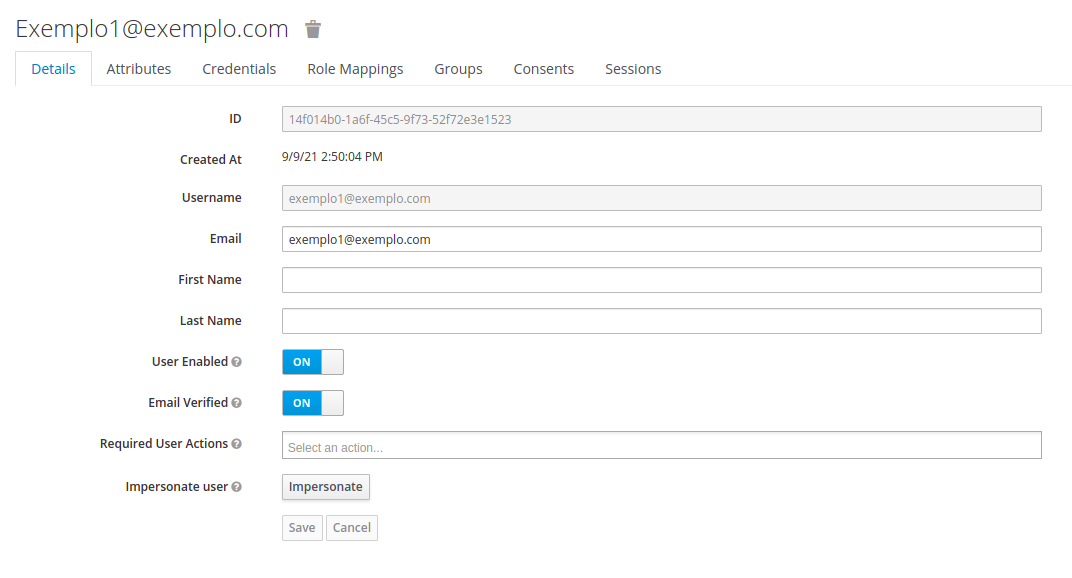 Exemplo1@exemplo.com
Details Attributes Credentials Role Mappings Groups Consents Sessions
ID 14f014b0-1a6f-45c5-9f73-52f72e3e1523
Created At 9/9/21 2:50:04 PM
Username exemplo1@exemplo.com
Email exemplo1@exemplo.com
First Name
Last Name
User Enabled ? ON
Email Verified ? ON
Required User Actions ? Select an action...
Impersonate user ? Impersonate
Save Cancel